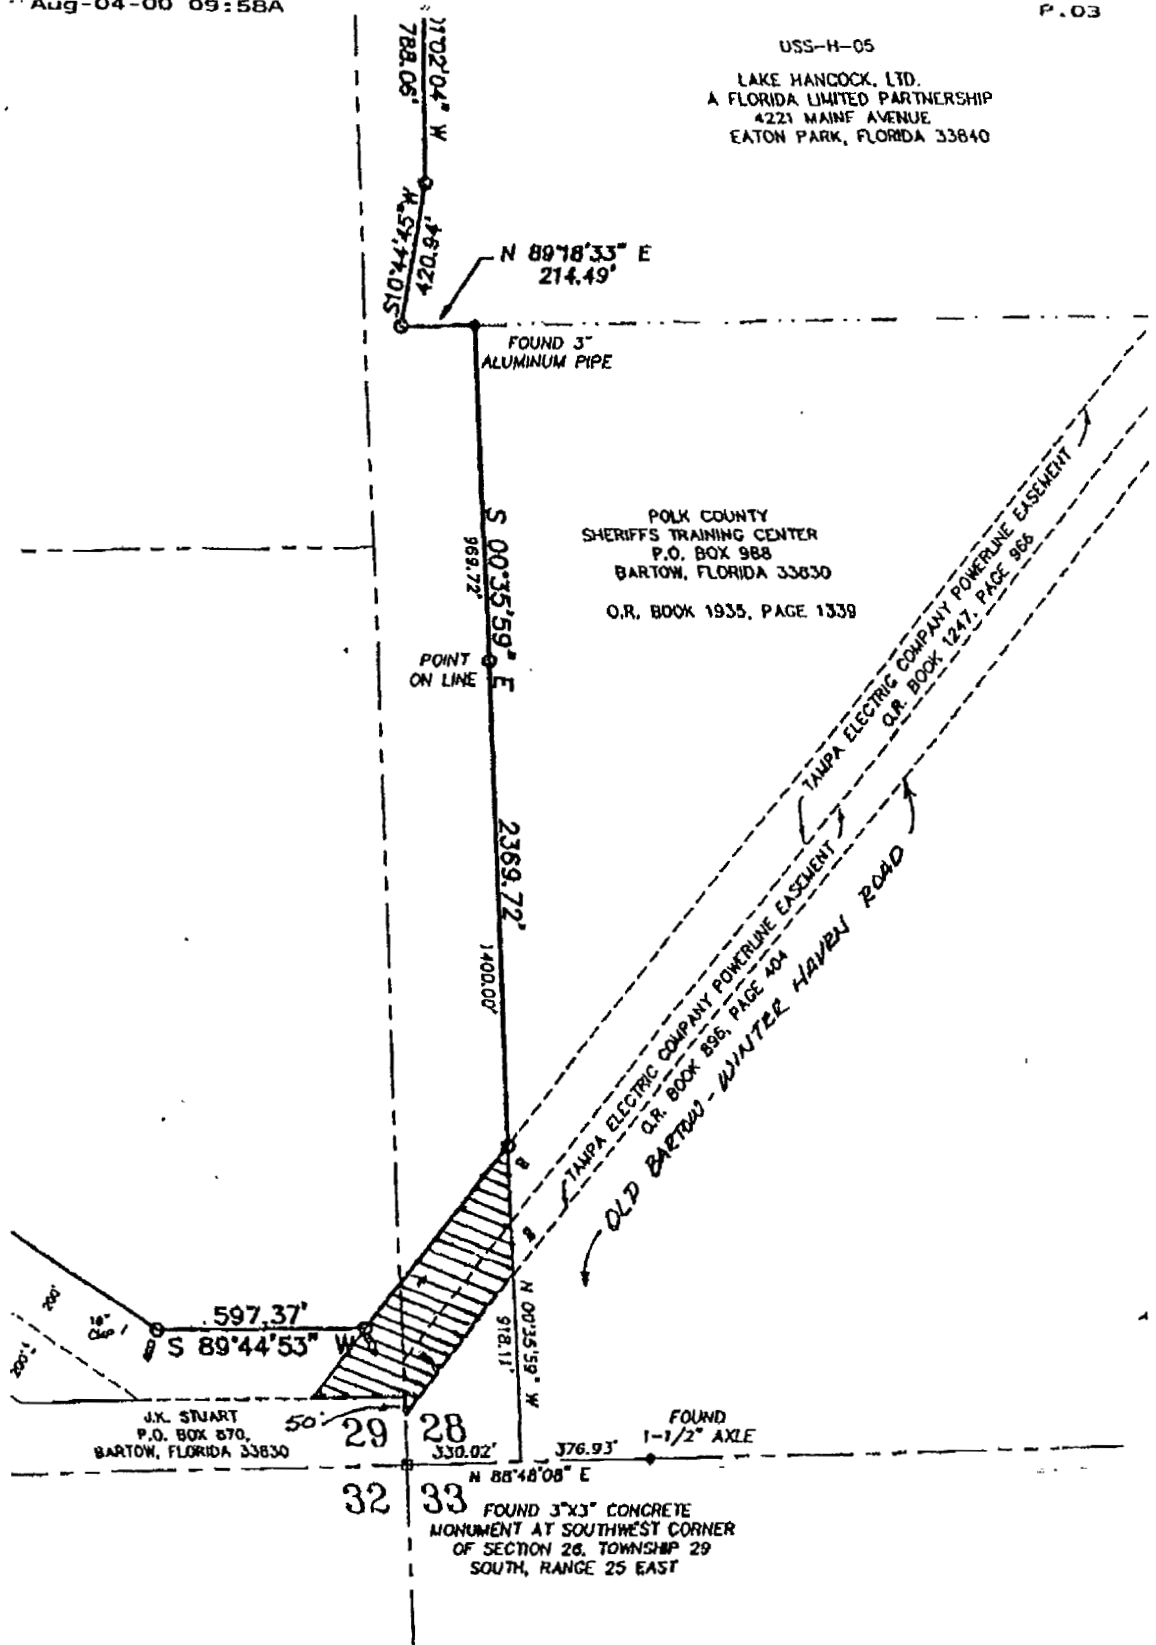 Aug-04-00 09:58A
P.03
USS-H-05
LAKE HANCOCK, LTD.
A FLORIDA LIMITED PARTNERSHIP
4221 MAINE AVENUE
EATON PARK, FLORIDA 33840
1°02'04" W
788.06'
S10°44'45" W
420.94'
N 89°18'33" E
214.49'
FOUND 3"
ALUMINUM PIPE
S 00°35'59" E
969.72'
POLK COUNTY
SHERIFFS TRAINING CENTER
P.O. BOX 988
BARTOW, FLORIDA 33830
O.R. BOOK 1935, PAGE 1339
POINT
ON LINE
TAMPA ELECTRIC COMPANY POWERLINE EASEMENT
O.R. BOOK 1247, PAGE 966
2369.72'
1400.00'
TAMPA ELECTRIC COMPANY POWERLINE EASEMENT
O.R. BOOK 896, PAGE 404
OLD BARTOW - WINTER HAVEN ROAD
N 00°35'59" W
918.11'
597.37'
S 89°44'53" W
200'
18"
200'
J.K. STUART
P.O. BOX 870,
BARTOW, FLORIDA 33830
50'
29 28
330.02' 376.93'
N 88°48'08" E
FOUND
1-1/2" AXLE
32 33
FOUND 3"X3" CONCRETE
MONUMENT AT SOUTHWEST CORNER
OF SECTION 28, TOWNSHIP 29
SOUTH, RANGE 25 EAST